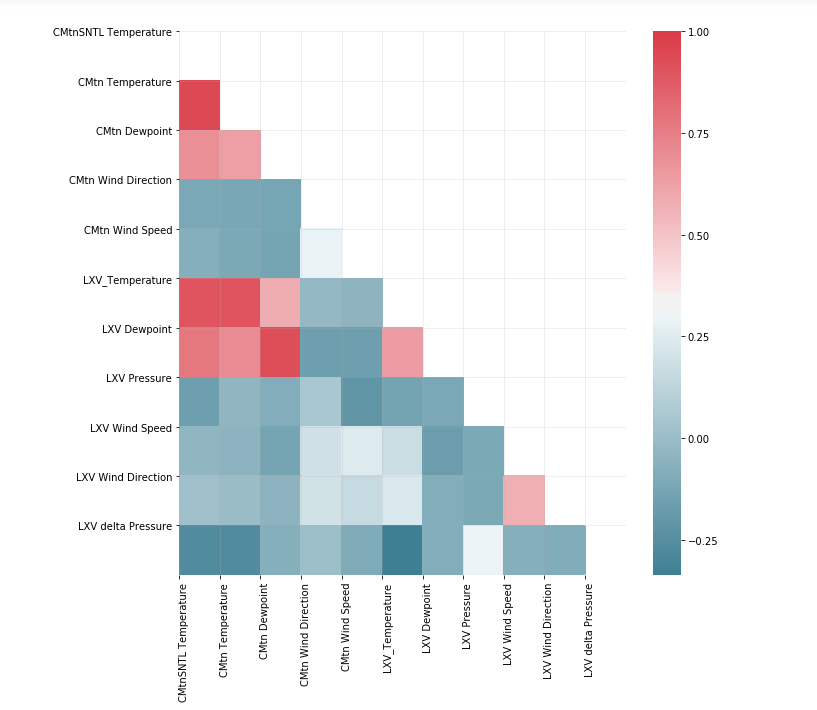 CMtnSNTL Temperature
CMtn Temperature
CMtn Dewpoint
CMtn Wind Direction
CMtn Wind Speed
LXV_Temperature
LXV Dewpoint
LXV Pressure
LXV Wind Speed
LXV Wind Direction
LXV delta Pressure
CMtnSNTL Temperature
CMtn Temperature
CMtn Dewpoint
CMtn Wind Direction
CMtn Wind Speed
LXV_Temperature
LXV Dewpoint
LXV Pressure
LXV Wind Speed
LXV Wind Direction
LXV delta Pressure
1.00
0.75
0.50
0.25
0.00
−0.25